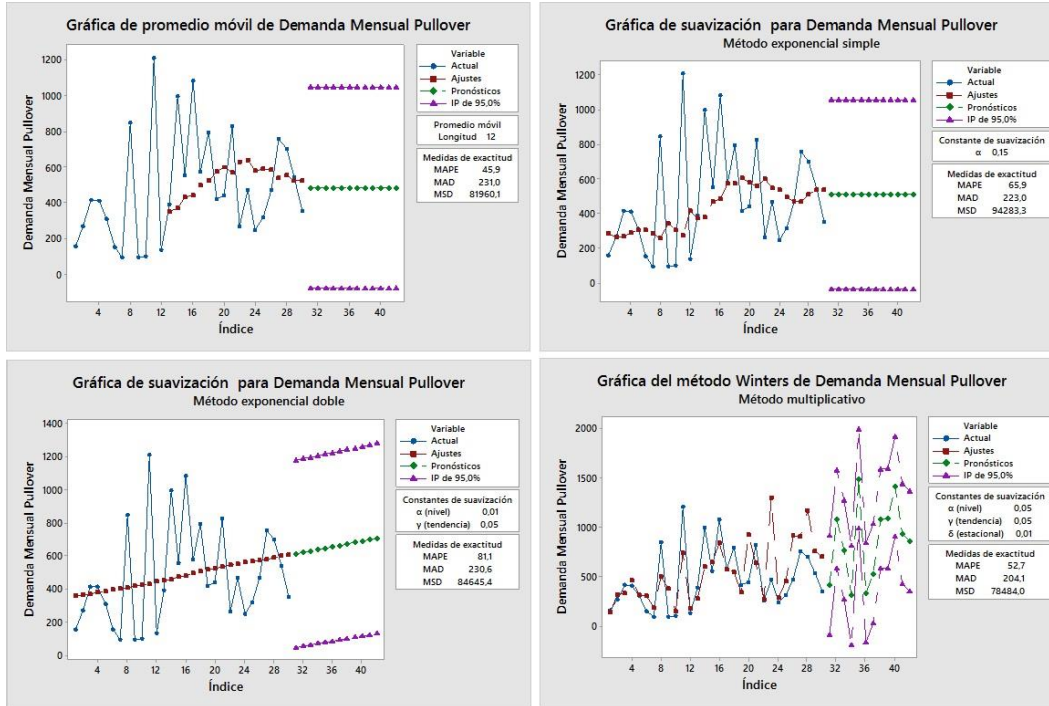 Gráfica de promedio móvil de Demanda Mensual Pullover
Demanda Mensual Pullover
1200
1000
800
600
400
200
0
4 8 12 16 20 24 28 32 36 40
Índice
Variable
Actual
Ajustes
Pronósticos
IP de 95,0%
Promedio móvil
Longitud 12
Medidas de exactitud
MAPE 45,9
MAD 231,0
MSD 81960,1
Gráfica de suavización para Demanda Mensual Pullover
Método exponencial simple
Demanda Mensual Pullover
1200
1000
800
600
400
200
0
4 8 12 16 20 24 28 32 36 40
Índice
Variable
Actual
Ajustes
Pronósticos
IP de 95,0%
Constante de suavización
α 0,15
Medidas de exactitud
MAPE 65,9
MAD 223,0
MSD 94283,3
Gráfica de suavización para Demanda Mensual Pullover
Método exponencial doble
Demanda Mensual Pullover
1400
1200
1000
800
600
400
200
0
4 8 12 16 20 24 28 32 36 40
Índice
Variable
Actual
Ajustes
Pronósticos
IP de 95,0%
Constantes de suavización
α (nivel) 0,01
γ (tendencia) 0,05
Medidas de exactitud
MAPE 81,1
MAD 230,6
MSD 84645,4
Gráfica del método Winters de Demanda Mensual Pullover
Método multiplicativo
Demanda Mensual Pullover
2000
1500
1000
500
0
4 8 12 16 20 24 28 32 36 40
Índice
Variable
Actual
Ajustes
Pronósticos
IP de 95,0%
Constantes de suavización
α (nivel) 0,05
γ (tendencia) 0,05
δ (estacional) 0,01
Medidas de exactitud
MAPE 52,7
MAD 204,1
MSD 78484,0